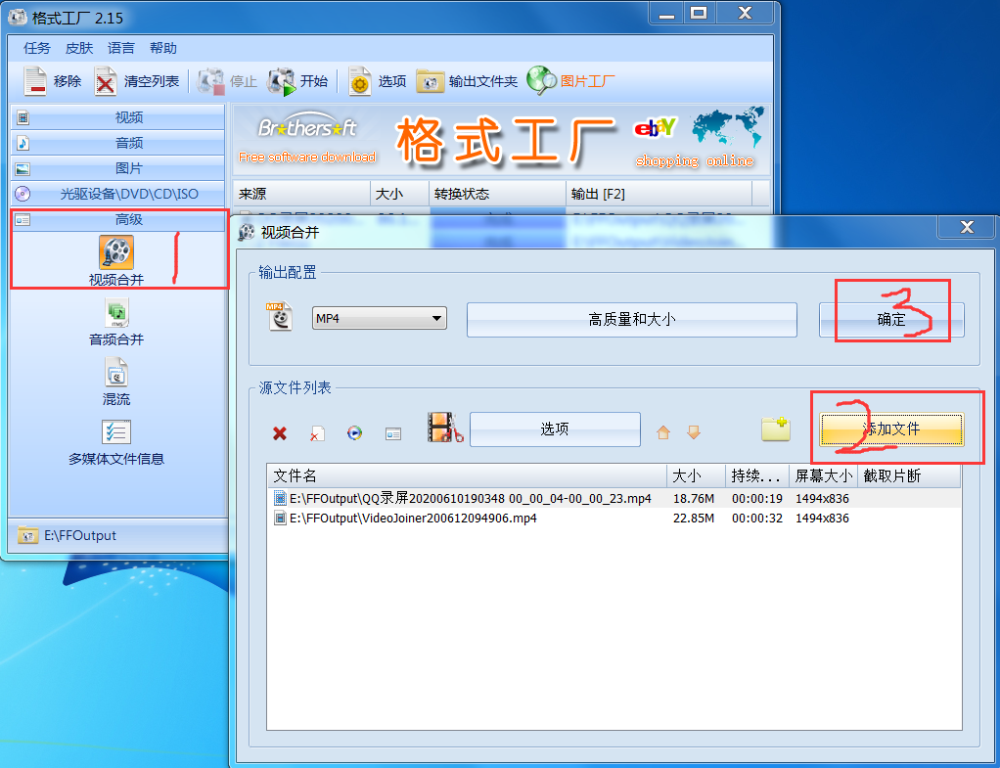 格式工厂 2.15
任务 皮肤 语言 帮助
移除 清空列表 停止 开始 选项 输出文件夹 图片工厂
视频
音频
图片
光驱设备\DVD\CD\ISO
高级
视频合并
1
音频合并
混流
多媒体文件信息
E:\FFOutput
Brothersoft
Free software download
格式工厂
ebay
shopping online
来源 大小 转换状态 输出 [F2]
视频合并
输出配置
MP4
MP4 高质量和大小 确定
3
源文件列表
选项 添加文件
2
文件名 大小 持续... 屏幕大小 截取片断
E:\FFOutput\QQ录屏20200610190348 00_00_04-00_00_23.mp4 18.76M 00:00:19 1494x836
E:\FFOutput\VideoJoiner200612094906.mp4 22.85M 00:00:32 1494x836